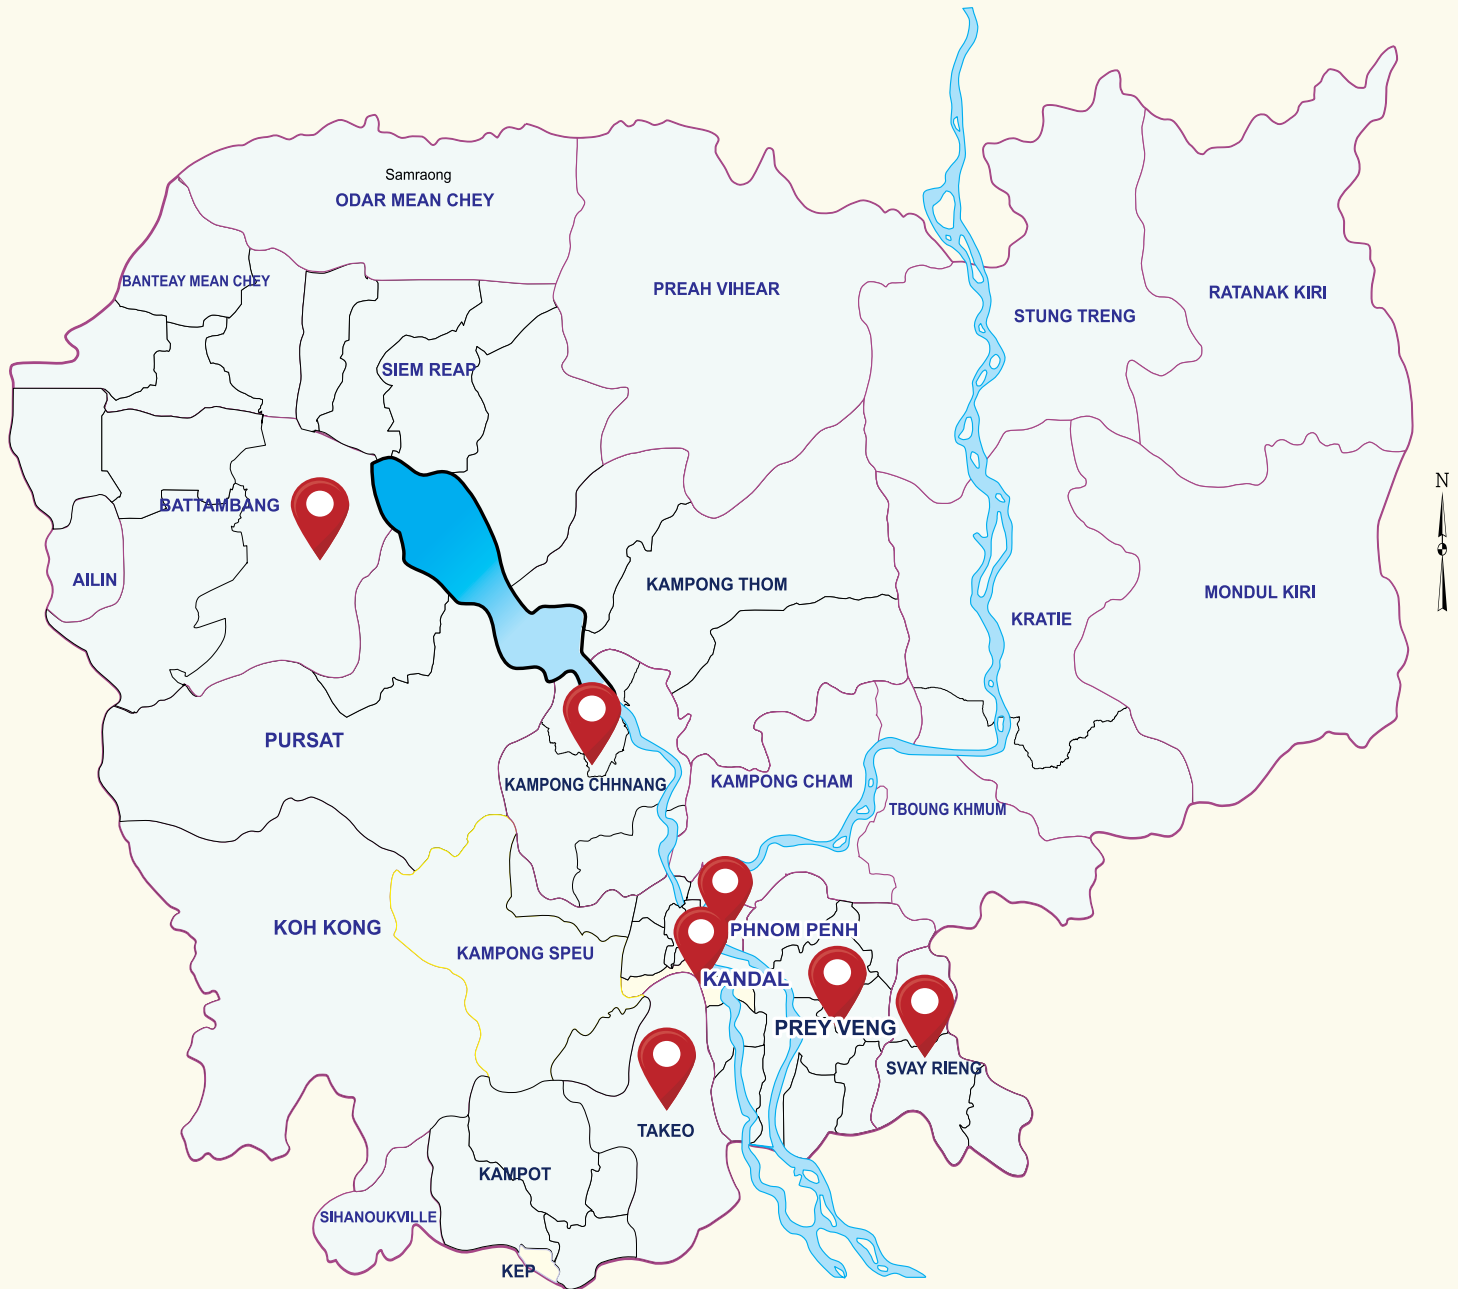 Samraong
ODAR MEAN CHEY
BANTEAY MEAN CHEY
PREAH VIHEAR
RATANAK KIRI
STUNG TRENG
SIEM REAP
N
BATTAMBANG
AILIN
KAMPONG THOM
MONDUL KIRI
KRATIE
PURSAT
KAMPONG CHHNANG
KAMPONG CHAM
TBOUNG KHMUM
KOH KONG
PHNOM PENH
KAMPONG SPEU
KANDAL
PREY VENG
SVAY RIENG
TAKEO
KAMPOT
SIHANOUKVILLE
KEP